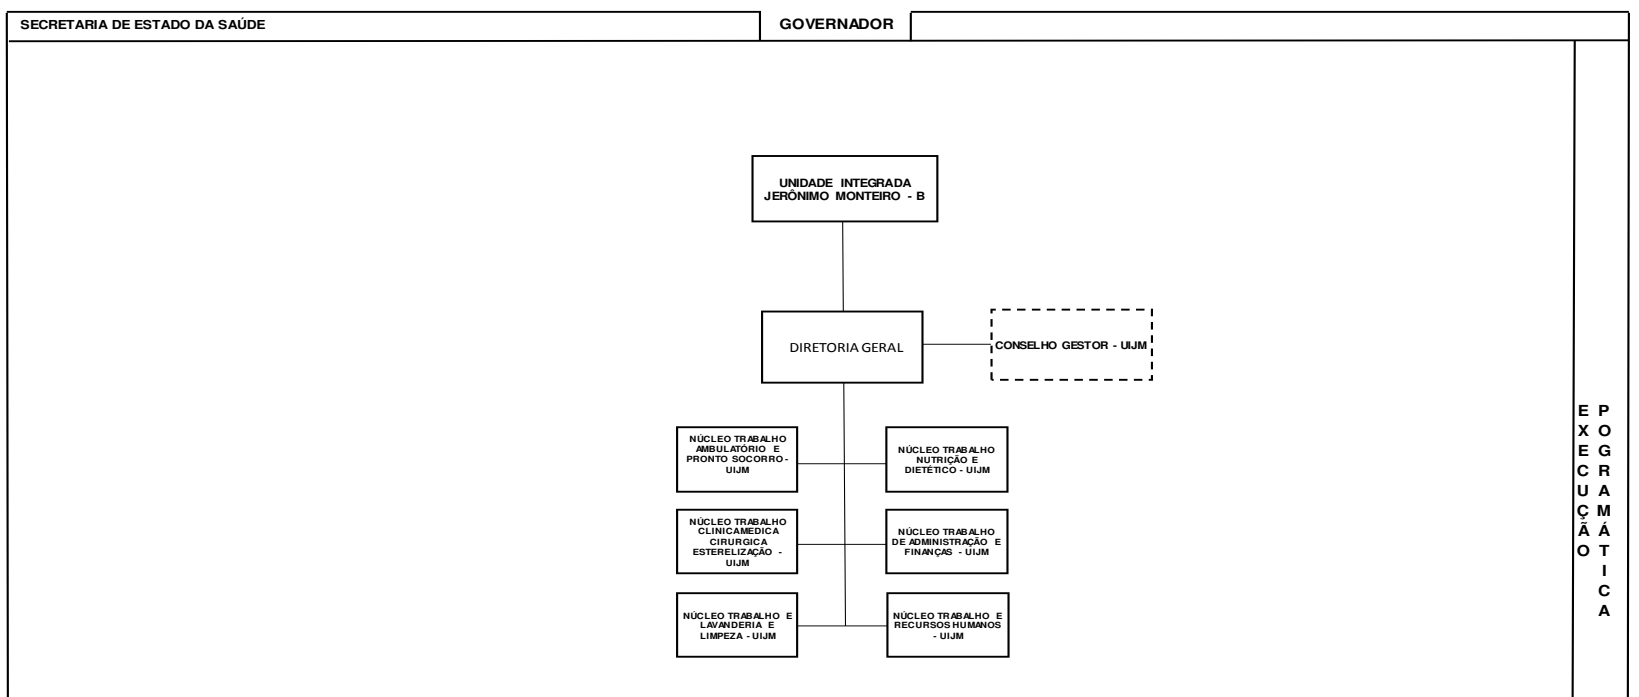 SECRETARIA DE ESTADO DA SAÚDE
GOVERNADOR
UNIDADE INTEGRADA
JERÔNIMO MONTEIRO - B
DIRETORIA GERAL
CONSELHO GESTOR - UIJM
NÚCLEO TRABALHO
AMBULATÓRIO E
PRONTO SOCORRO -
UIJM
NÚCLEO TRABALHO
NUTRIÇÃO E
DIETÉTICO - UIJM
NÚCLEO TRABALHO
CLINICAMEDICA
CIRURGICA
ESTERELIZAÇÃO -
UIJM
NÚCLEO TRABALHO
DE ADMINISTRAÇÃO E
FINANÇAS - UIJM
NÚCLEO TRABALHO E
LAVANDERIA E
LIMPEZA - UIJM
NÚCLEO TRABALHO E
RECURSOS HUMANOS
- UIJM
EXECUÇÃO
POGRAMÁTICA